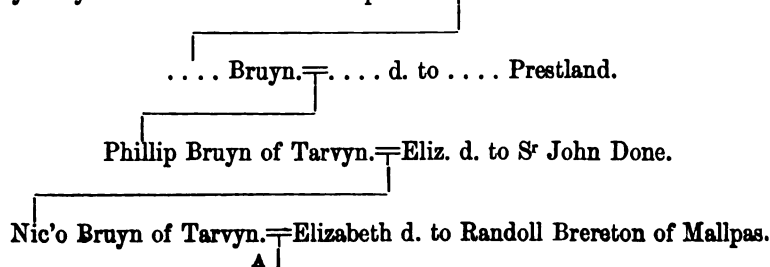 .... Bruyn.=.... d. to .... Prestland.
Phillip Bruyn of Tarvyn.=Eliz. d. to Sʳ John Done.
Nic'o Bruyn of Tarvyn.=Elizabeth d. to Randoll Brereton of Mallpas.
A